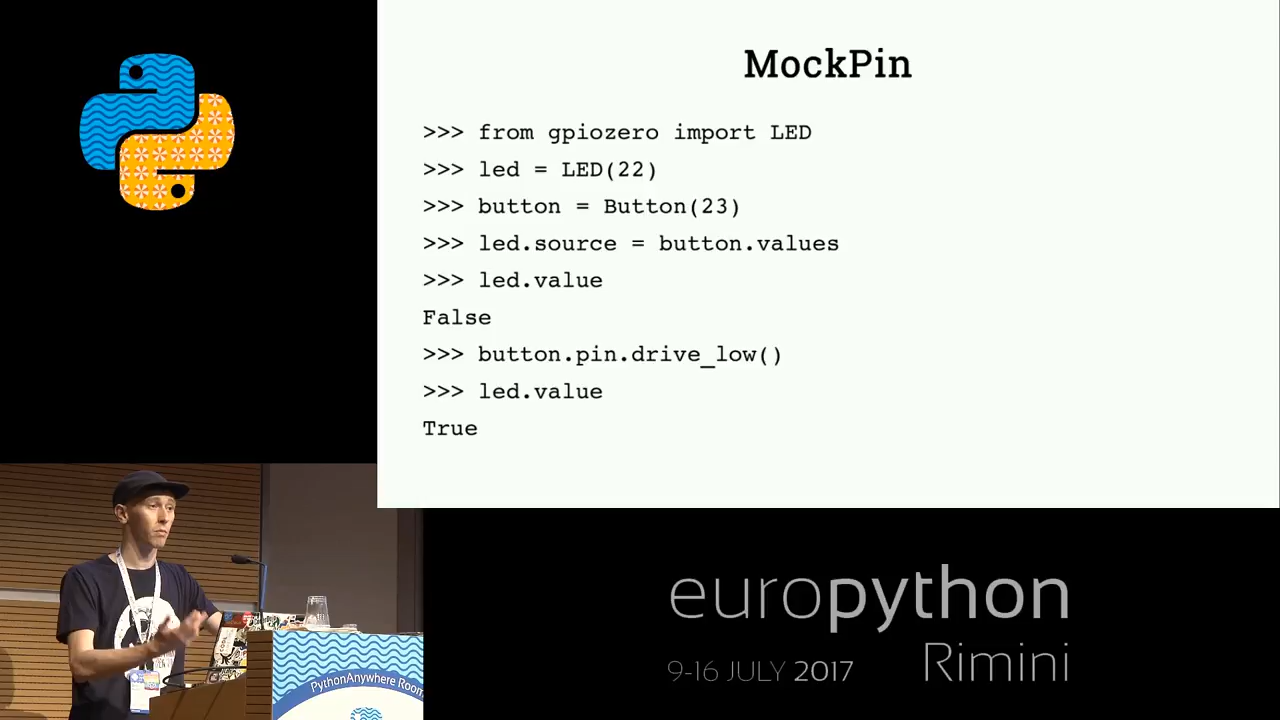 MockPin
>>> from gpiozero import LED
>>> led = LED(22)
>>> button = Button(23)
>>> led.source = button.values
>>> led.value
False
>>> button.pin.drive_low()
>>> led.value
True
europython
9-16 JULY 2017
Rimini
PythonAnywhere Room